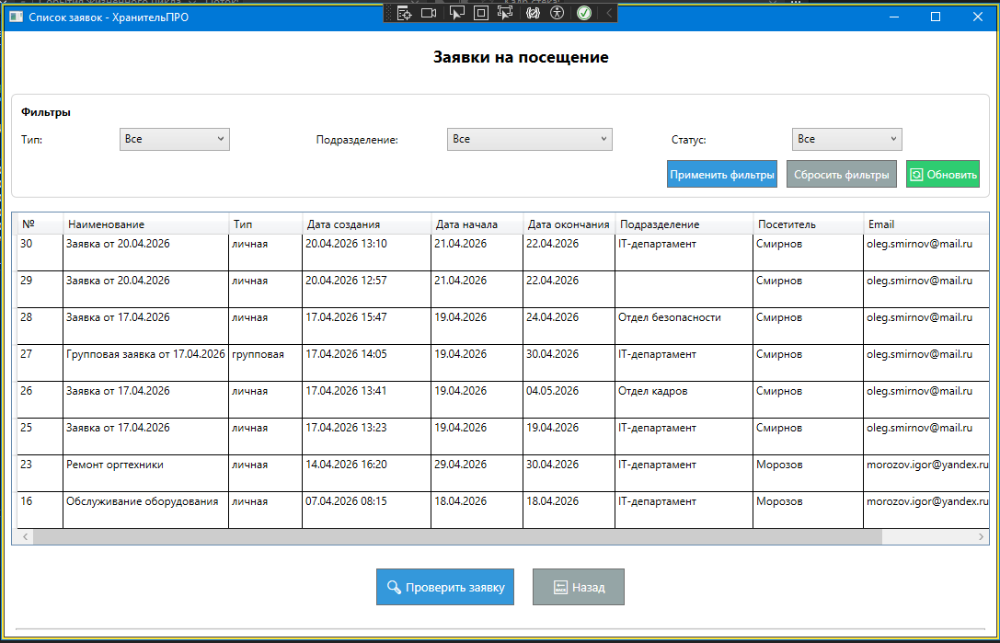 Список заявок - ХранительПРО
Заявки на посещение
Фильтры
Тип: Все Подразделение: Все Статус: Все
Применить фильтры Сбросить фильтры Обновить
№ Наименование Тип Дата создания Дата начала Дата окончания Подразделение Посетитель Email
30 Заявка от 20.04.2026 личная 20.04.2026 13:10 21.04.2026 22.04.2026 IT-департамент Смирнов oleg.smirnov@mail.ru
29 Заявка от 20.04.2026 личная 20.04.2026 12:57 21.04.2026 22.04.2026 Смирнов oleg.smirnov@mail.ru
28 Заявка от 17.04.2026 личная 17.04.2026 15:47 19.04.2026 24.04.2026 Отдел безопасности Смирнов oleg.smirnov@mail.ru
27 Групповая заявка от 17.04.2026 групповая 17.04.2026 14:05 19.04.2026 30.04.2026 IT-департамент Смирнов oleg.smirnov@mail.ru
26 Заявка от 17.04.2026 личная 17.04.2026 13:41 19.04.2026 04.05.2026 Отдел кадров Смирнов oleg.smirnov@mail.ru
25 Заявка от 17.04.2026 личная 17.04.2026 13:23 19.04.2026 19.04.2026 IT-департамент Смирнов oleg.smirnov@mail.ru
23 Ремонт оргтехники личная 14.04.2026 16:20 29.04.2026 30.04.2026 IT-департамент Морозов morozov.igor@yandex.ru
16 Обслуживание оборудования личная 07.04.2026 08:15 18.04.2026 18.04.2026 IT-департамент Морозов morozov.igor@yandex.ru
Проверить заявку Назад